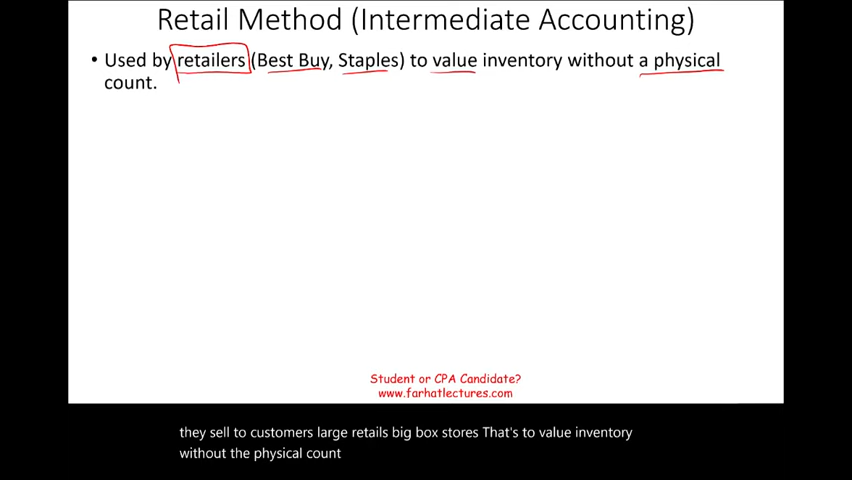 Retail Method (Intermediate Accounting)
• Used by retailers (Best Buy, Staples) to value inventory without a physical
count.
Student or CPA Candidate?
www.farhatlectures.com
they sell to customers large retails big box stores That's to value inventory
without the physical count